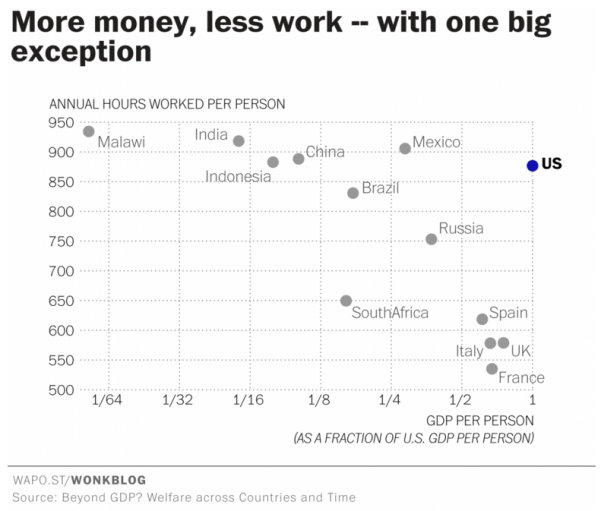 More money, less work -- with one big
exception
ANNUAL HOURS WORKED PER PERSON
950
900
850
800
750
700
650
600
550
500
Malawi
India
Indonesia
China
Mexico
US
Brazil
Russia
SouthAfrica
Spain
Italy
UK
France
1/64
1/32
1/16
1/8
1/4
1/2
1
GDP PER PERSON
(AS A FRACTION OF U.S. GDP PER PERSON)
WAPO.ST/WONKBLOG
Source: Beyond GDP? Welfare across Countries and Time